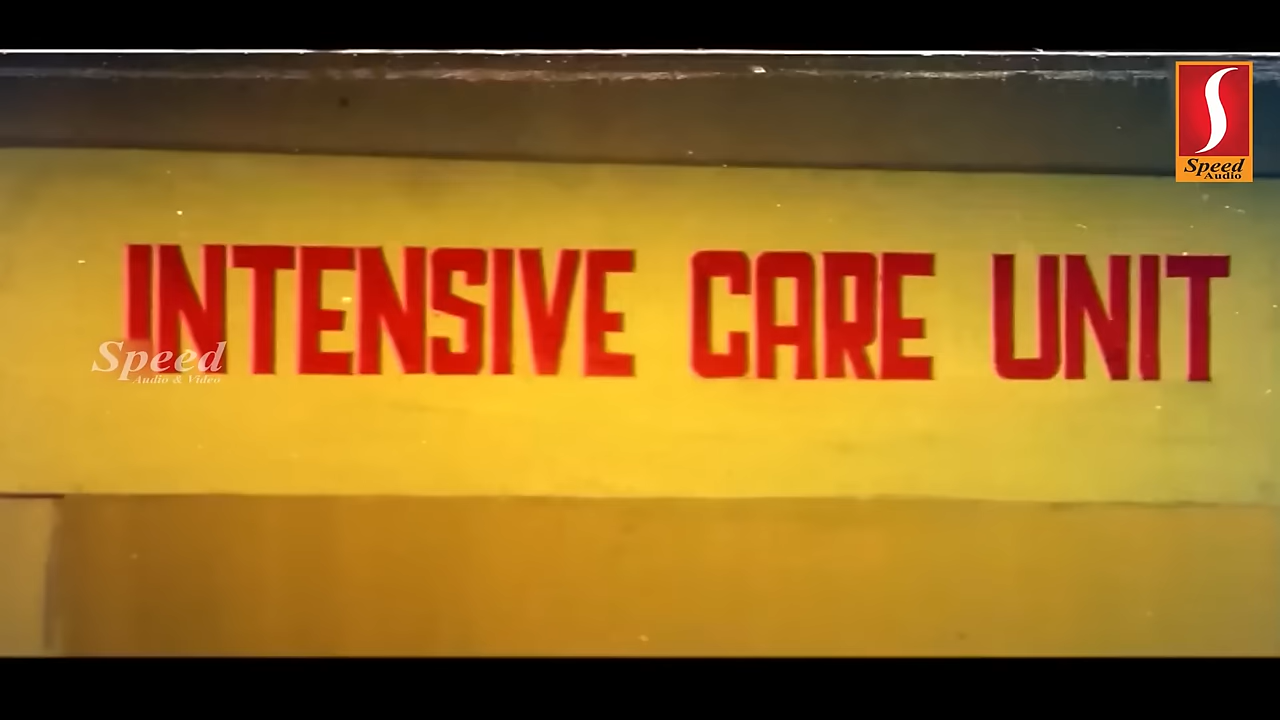 Speed
Audio
INTENSIVE CARE UNIT
Speed
Audio & Video